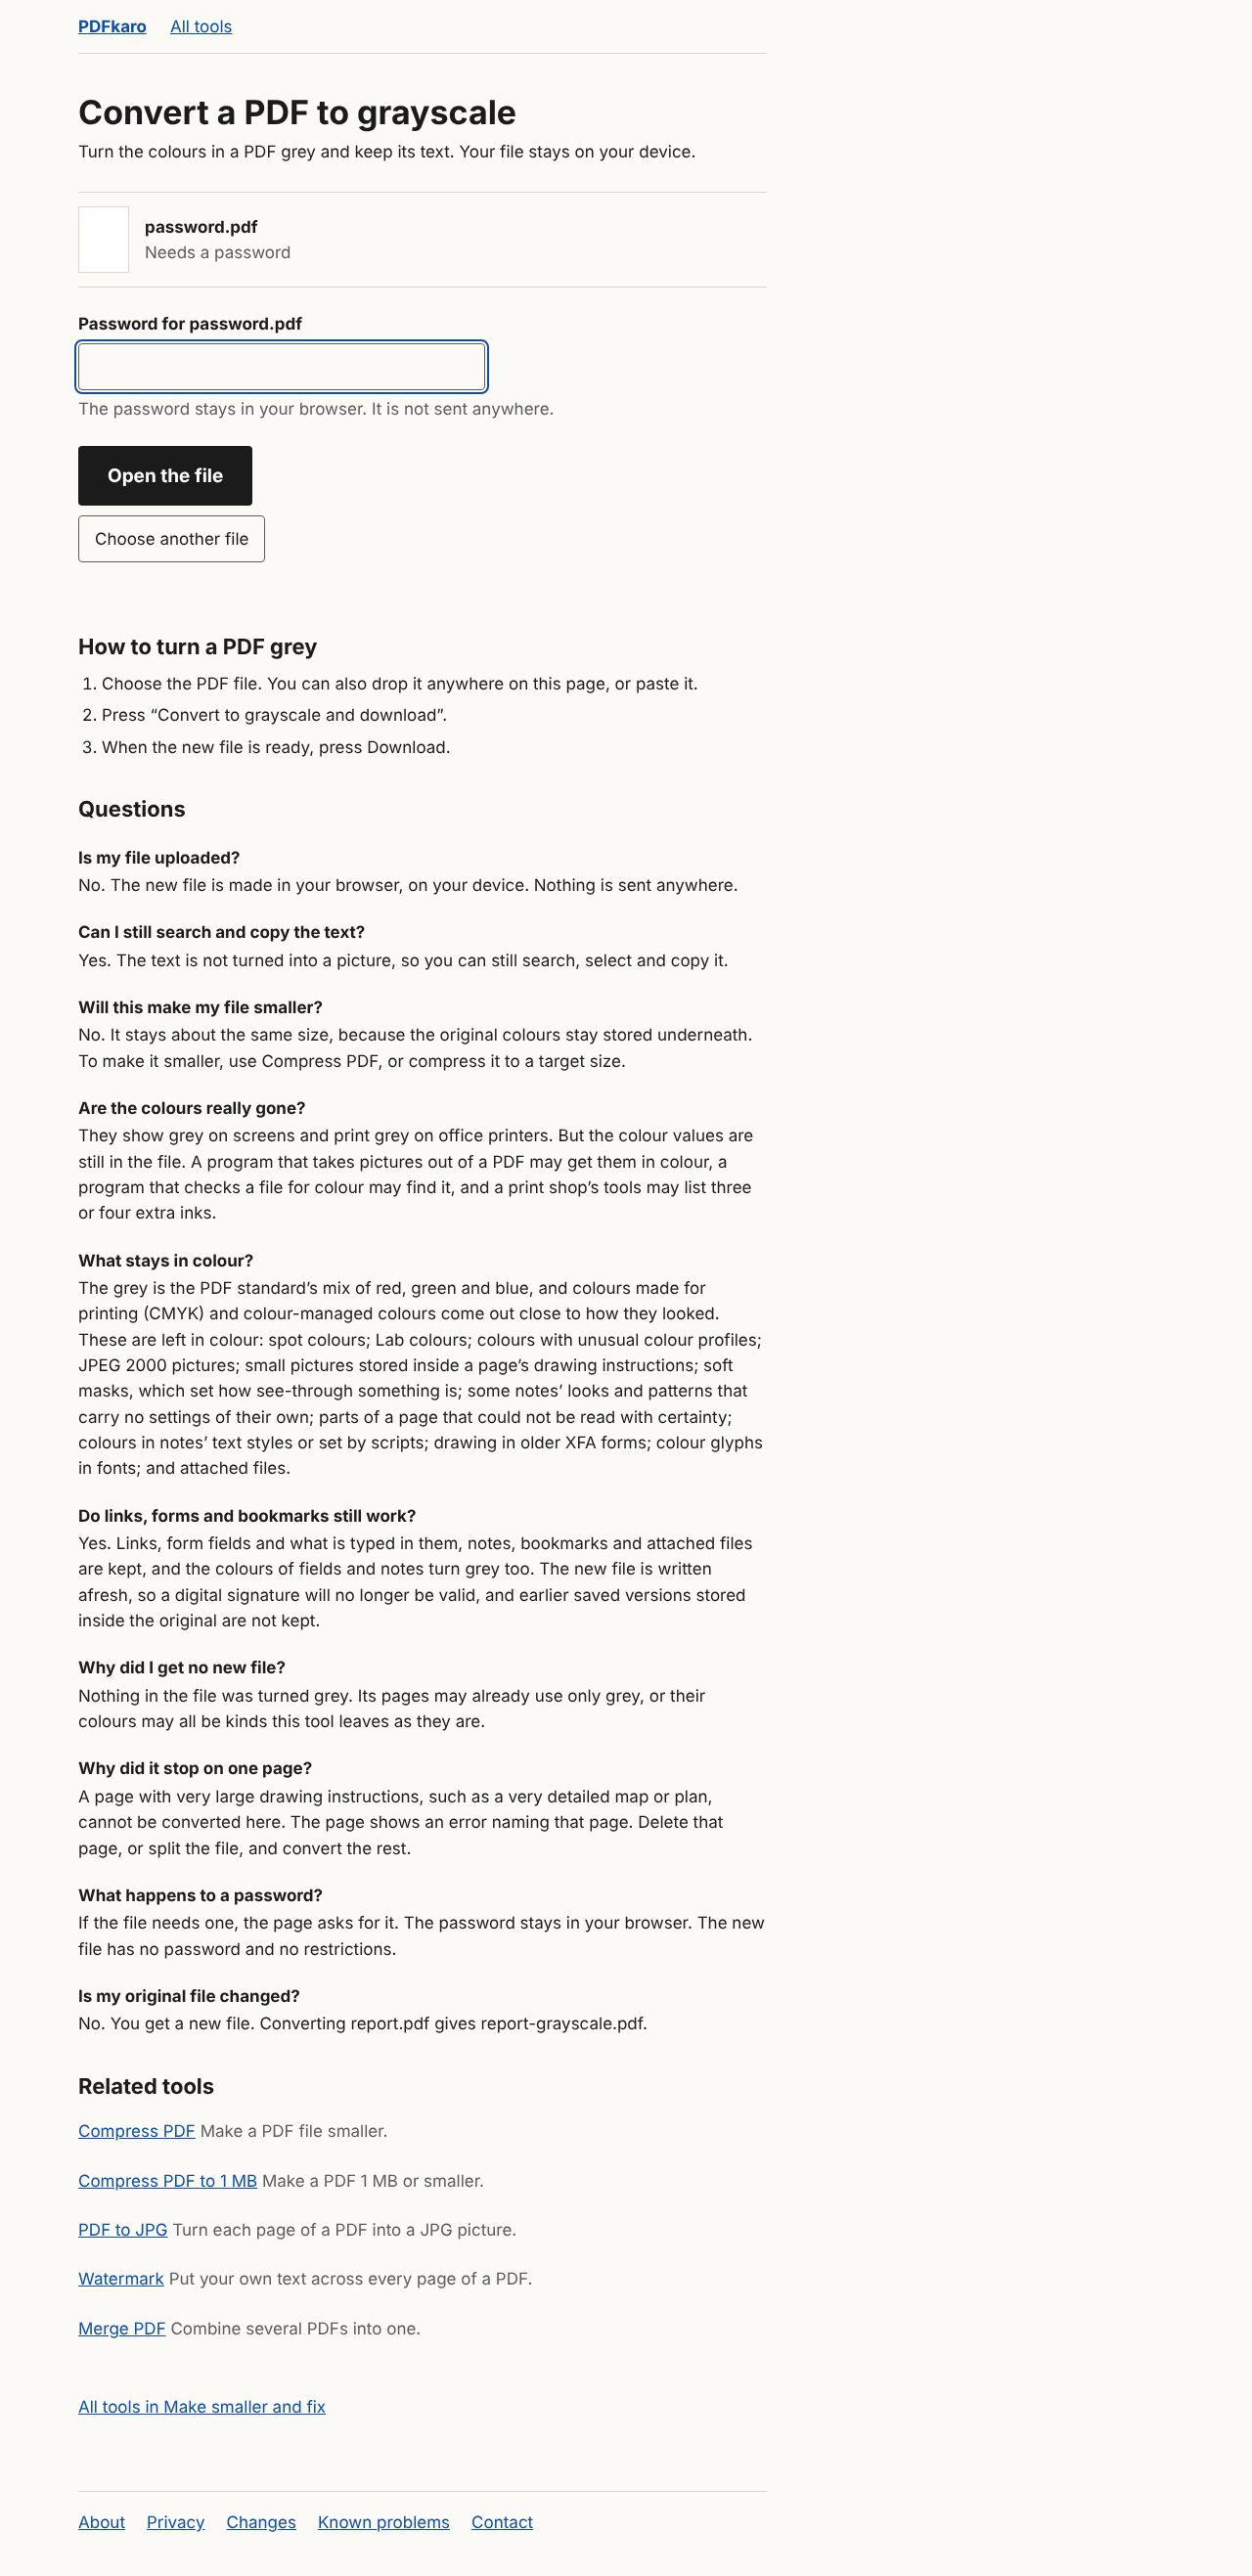 PDFkaro All tools
Convert a PDF to grayscale
Turn the colours in a PDF grey and keep its text. Your file stays on your device.
password.pdf
Needs a password
Password for password.pdf
The password stays in your browser. It is not sent anywhere.
Open the file
Choose another file
How to turn a PDF grey
1. Choose the PDF file. You can also drop it anywhere on this page, or paste it.
2. Press “Convert to grayscale and download”.
3. When the new file is ready, press Download.
Questions
Is my file uploaded?
No. The new file is made in your browser, on your device. Nothing is sent anywhere.
Can I still search and copy the text?
Yes. The text is not turned into a picture, so you can still search, select and copy it.
Will this make my file smaller?
No. It stays about the same size, because the original colours stay stored underneath.
To make it smaller, use Compress PDF, or compress it to a target size.
Are the colours really gone?
They show grey on screens and print grey on office printers. But the colour values are
still in the file. A program that takes pictures out of a PDF may get them in colour, a
program that checks a file for colour may find it, and a print shop’s tools may list three
or four extra inks.
What stays in colour?
The grey is the PDF standard’s mix of red, green and blue, and colours made for
printing (CMYK) and colour-managed colours come out close to how they looked.
These are left in colour: spot colours; Lab colours; colours with unusual colour profiles;
JPEG 2000 pictures; small pictures stored inside a page’s drawing instructions; soft
masks, which set how see-through something is; some notes’ looks and patterns that
carry no settings of their own; parts of a page that could not be read with certainty;
colours in notes’ text styles or set by scripts; drawing in older XFA forms; colour glyphs
in fonts; and attached files.
Do links, forms and bookmarks still work?
Yes. Links, form fields and what is typed in them, notes, bookmarks and attached files
are kept, and the colours of fields and notes turn grey too. The new file is written
afresh, so a digital signature will no longer be valid, and earlier saved versions stored
inside the original are not kept.
Why did I get no new file?
Nothing in the file was turned grey. Its pages may already use only grey, or their
colours may all be kinds this tool leaves as they are.
Why did it stop on one page?
A page with very large drawing instructions, such as a very detailed map or plan,
cannot be converted here. The page shows an error naming that page. Delete that
page, or split the file, and convert the rest.
What happens to a password?
If the file needs one, the page asks for it. The password stays in your browser. The new
file has no password and no restrictions.
Is my original file changed?
No. You get a new file. Converting report.pdf gives report-grayscale.pdf.
Related tools
Compress PDF Make a PDF file smaller.
Compress PDF to 1 MB Make a PDF 1 MB or smaller.
PDF to JPG Turn each page of a PDF into a JPG picture.
Watermark Put your own text across every page of a PDF.
Merge PDF Combine several PDFs into one.
All tools in Make smaller and fix
About Privacy Changes Known problems Contact